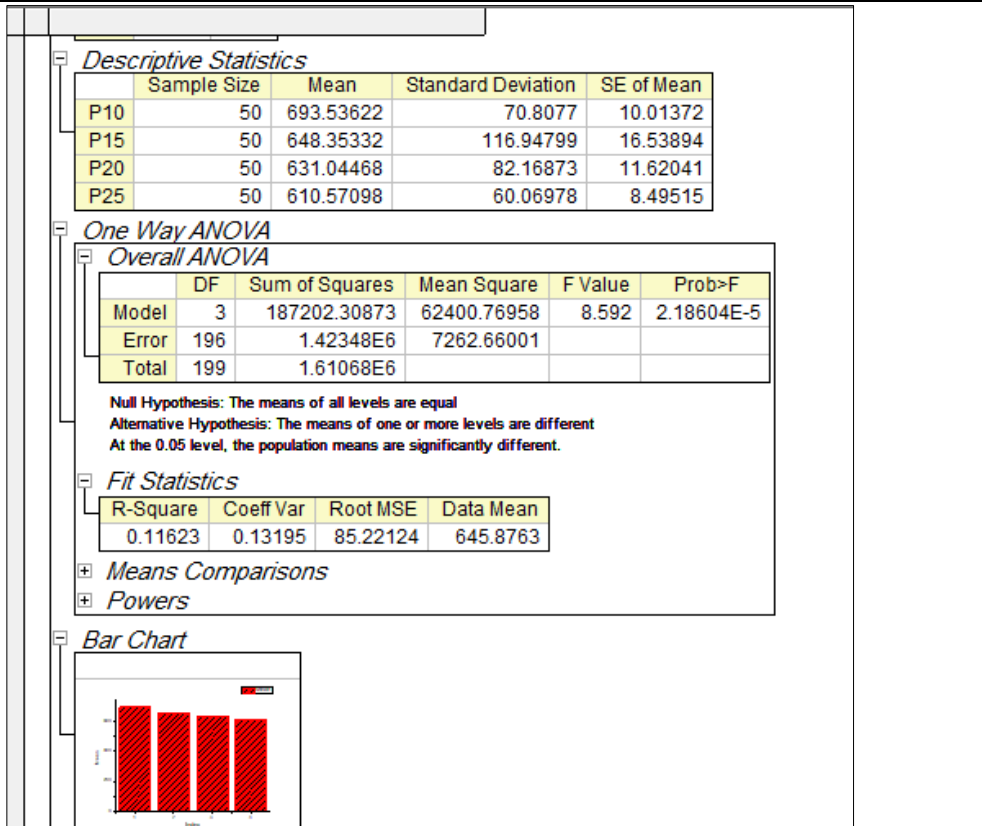 Descriptive Statistics
Sample Size Mean Standard Deviation SE of Mean
P10 50 693.53622 70.8077 10.01372
P15 50 648.35332 116.94799 16.53894
P20 50 631.04468 82.16873 11.62041
P25 50 610.57098 60.06978 8.49515
One Way ANOVA
Overall ANOVA
DF Sum of Squares Mean Square F Value Prob>F
Model 3 187202.30873 62400.76958 8.592 2.18604E-5
Error 196 1.42348E6 7262.66001
Total 199 1.61068E6
Null Hypothesis: The means of all levels are equal
Alternative Hypothesis: The means of one or more levels are different
At the 0.05 level, the population means are significantly different.
Fit Statistics
R-Square Coeff Var Root MSE Data Mean
0.11623 0.13195 85.22124 645.8763
Means Comparisons
Powers
Bar Chart